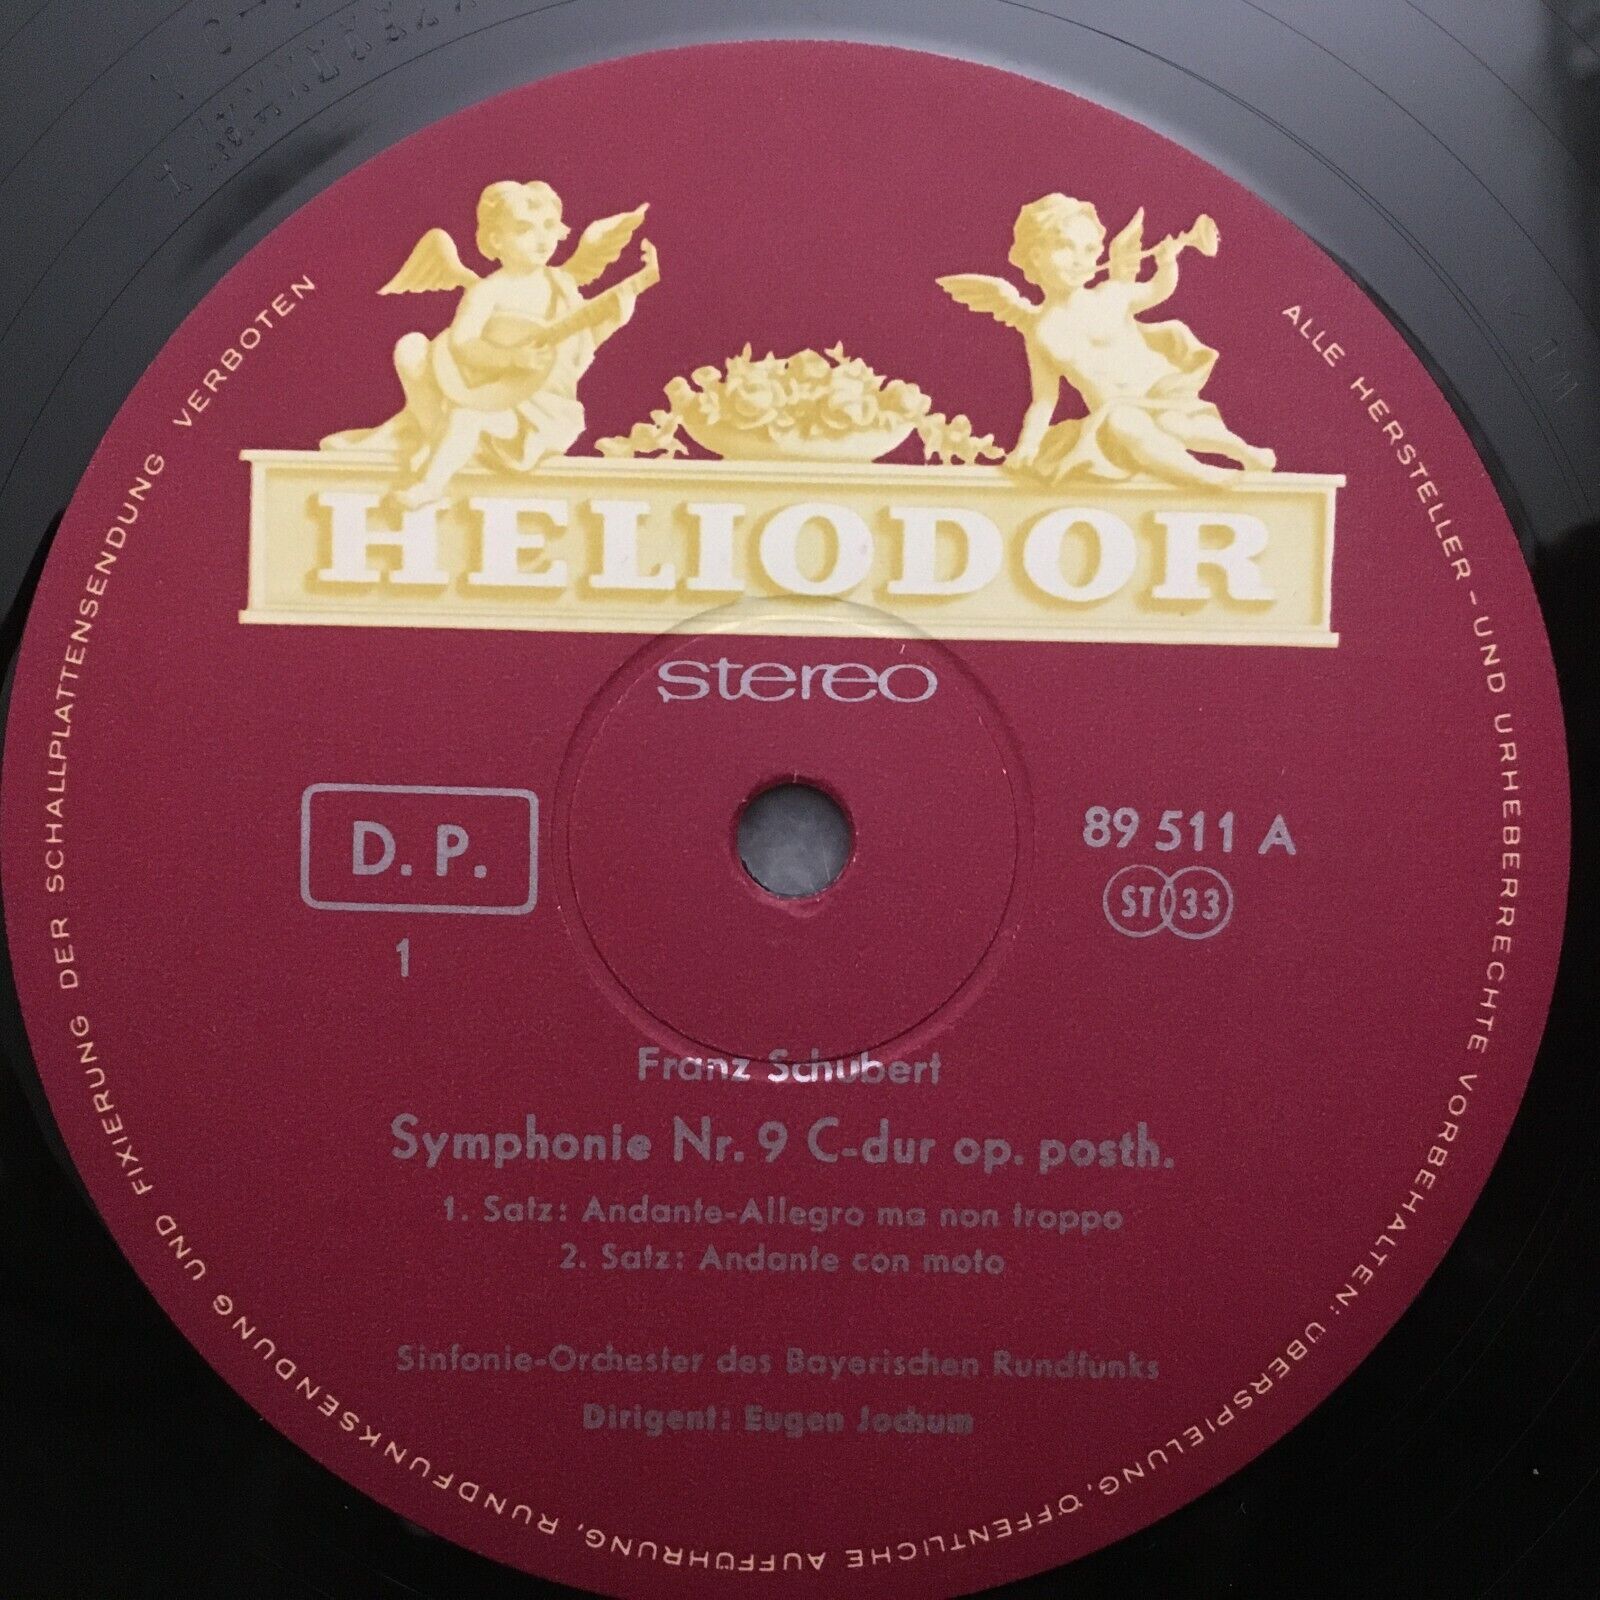 HELIODOR
stereo
D. P.
1
89 511 A
ST 33
Franz Schubert
Symphonie Nr. 9 C-dur op. posth.
1. Satz: Andante-Allegro ma non troppo
2. Satz: Andante con moto
Sinfonie-Orchester des Bayerischen Rundfunks
Dirigent: Eugen Jochum
ALLE HERSTELLER-UND URHEBERRECHTE VORBEHALTEN: ÜBERSPIELUNG, ÖFFENTLICHE AUFFÜHRUNG, RUNDFUNKSENDUNG UND FIXIERUNG DER SCHALLPLATTENSENDUNG VERBOTEN